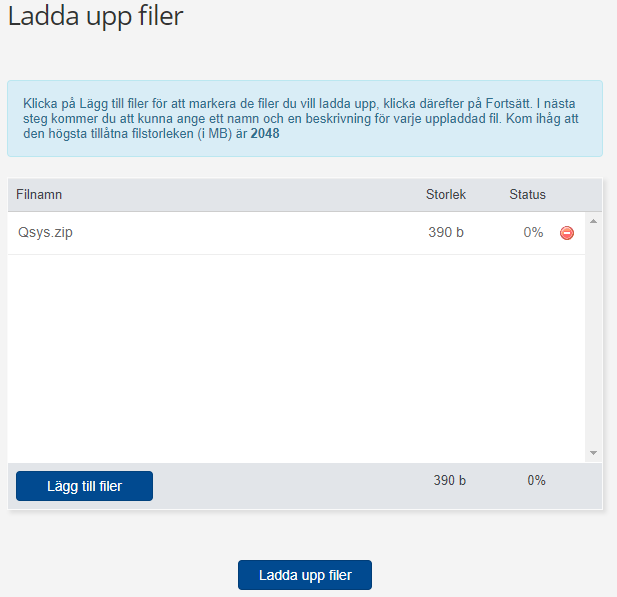 Ladda upp filer
Klicka på Lägg till filer för att markera de filer du vill ladda upp, klicka därefter på Fortsätt. I nästa
steg kommer du att kunna ange ett namn och en beskrivning för varje uppladdad fil. Kom ihåg att
den högsta tillåtna filstorleken (i MB) är 2048
Filnamn Storlek Status
Qsys.zip 390 b 0%
Lägg till filer 390 b 0%
Ladda upp filer